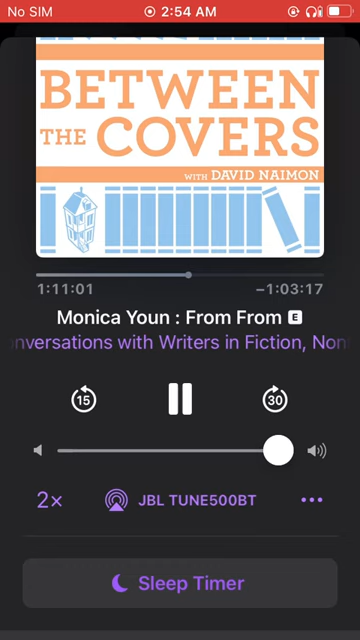 No SIM 2:54 AM
BETWEEN
THE COVERS
WITH DAVID NAIMON
1:11:01 −1:03:17
Monica Youn : From From E
onversations with Writers in Fiction, Non
15 30
2× JBL TUNE500BT
Sleep Timer